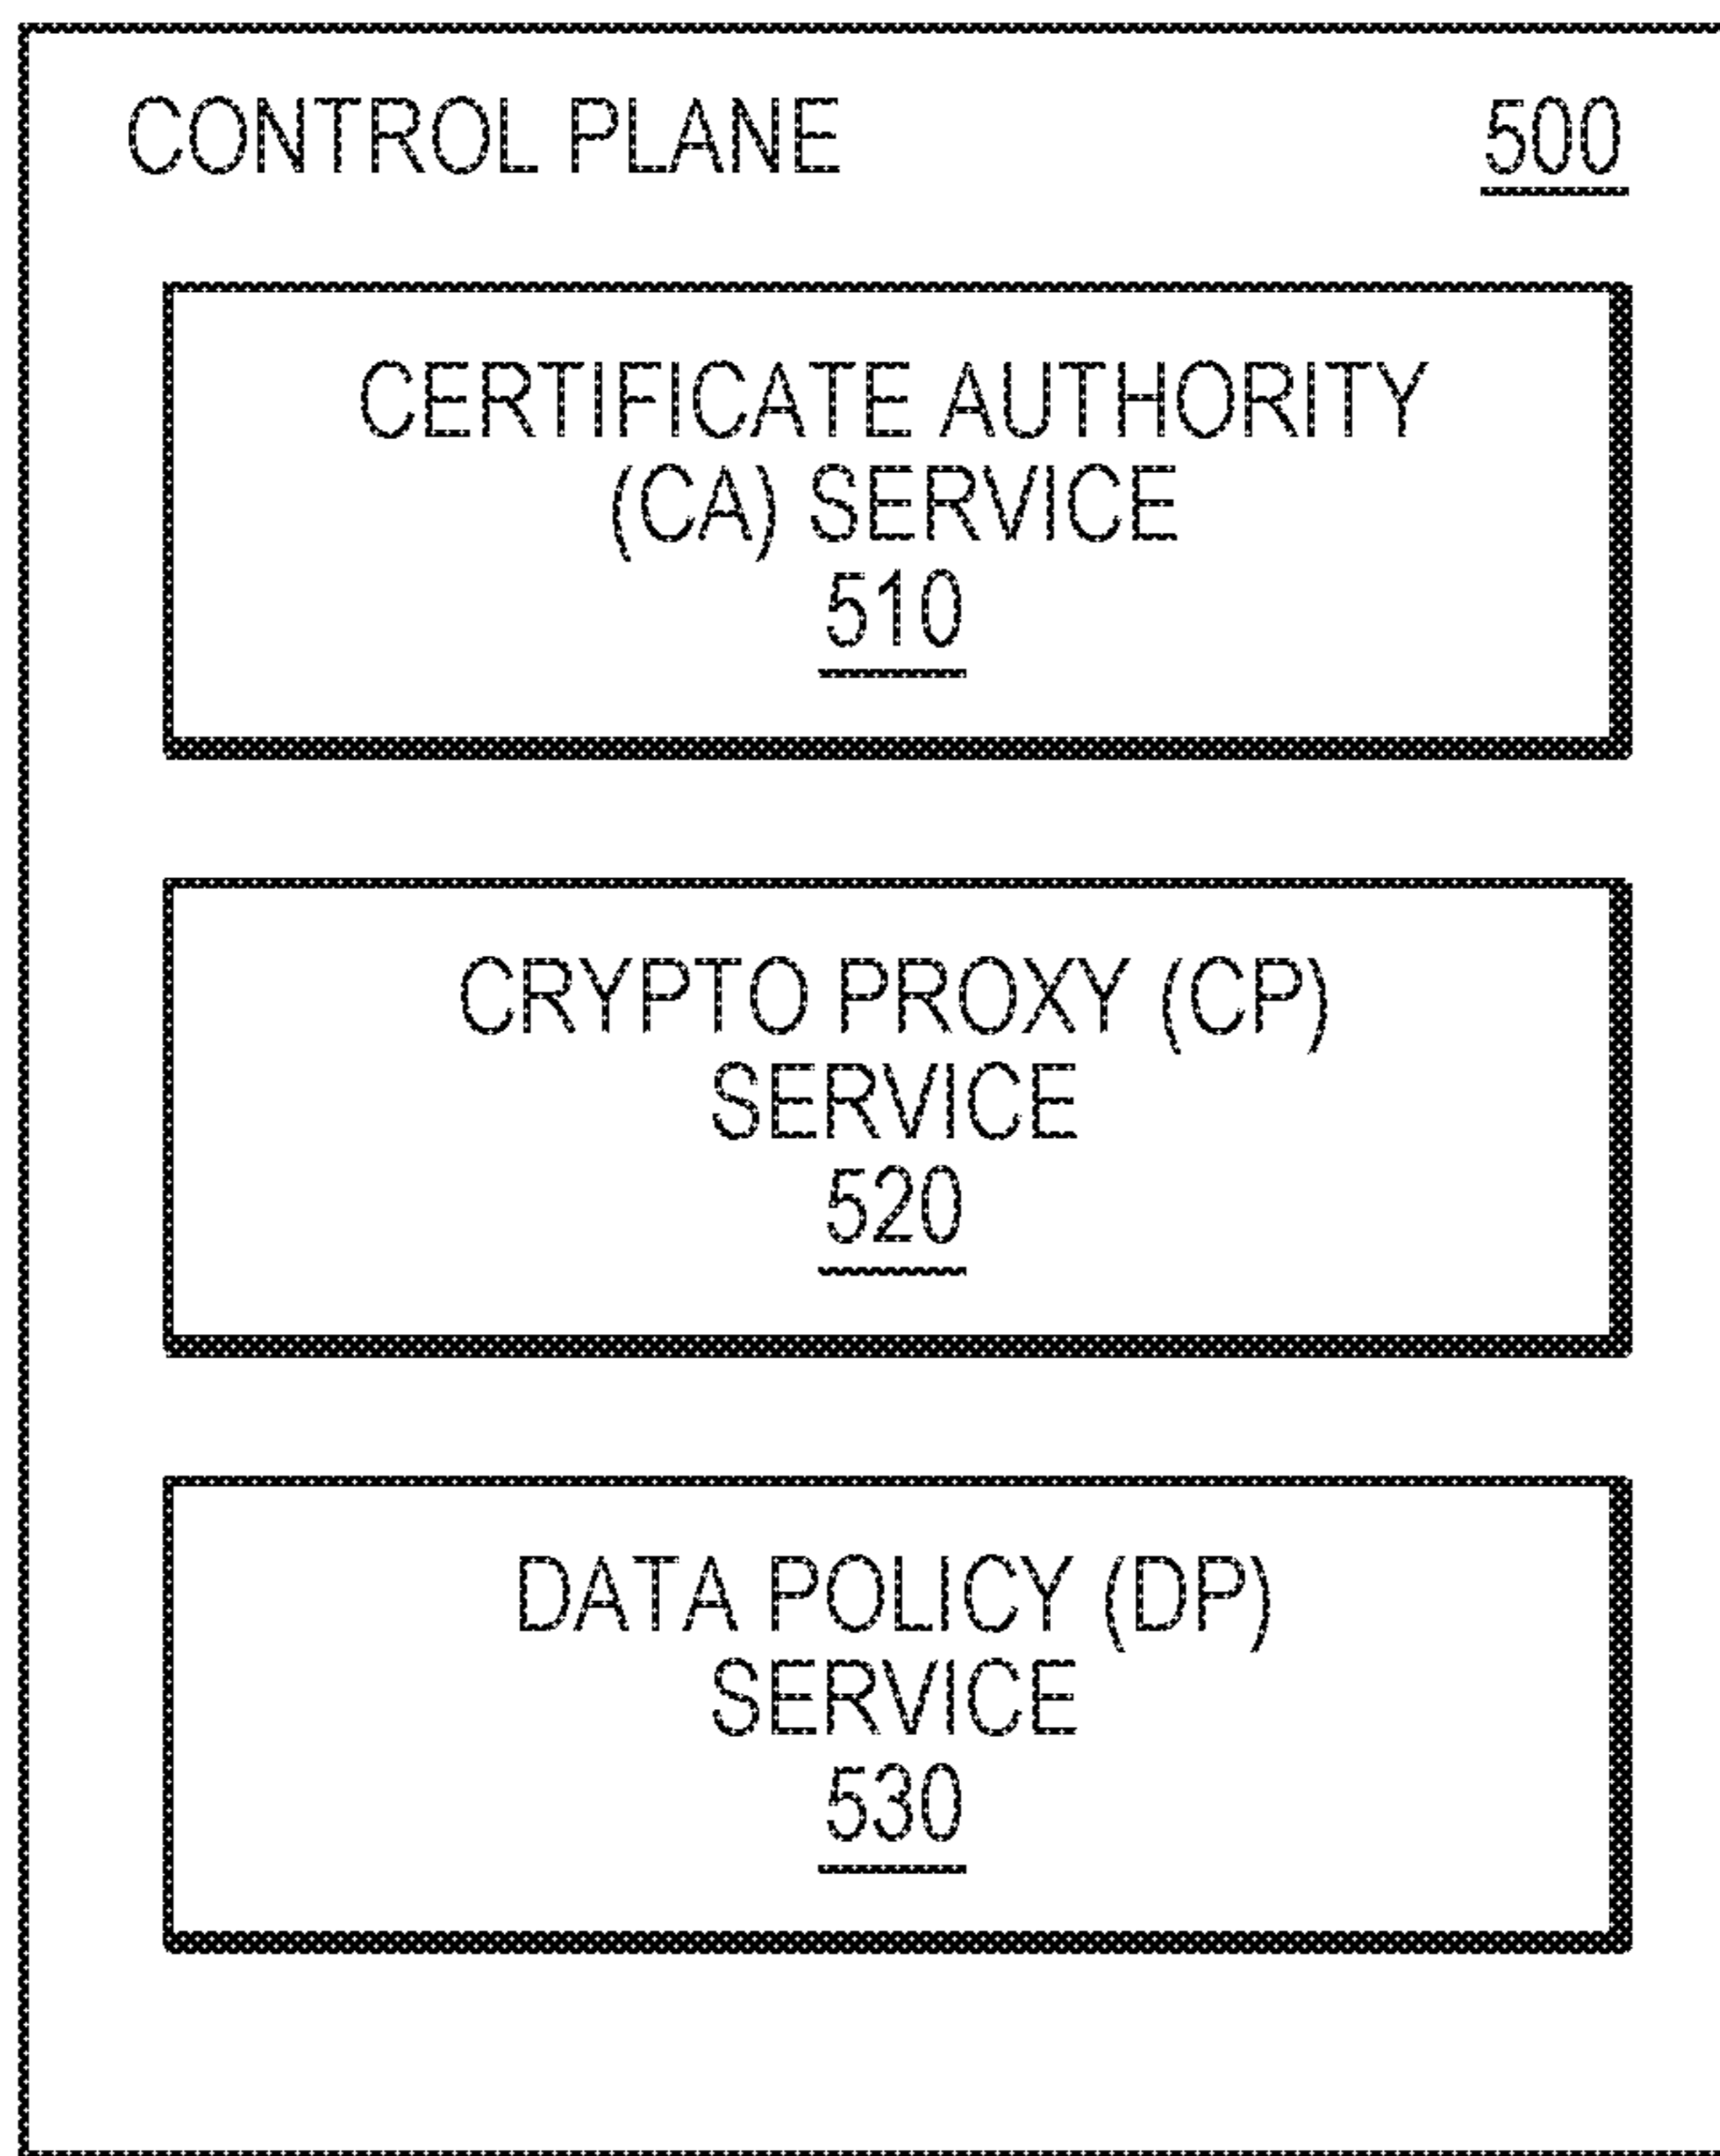 CONTROL PLANE 500
CERTIFICATE AUTHORITY
(CA) SERVICE
510
CRYPTO PROXY (CP)
SERVICE
520
DATA POLICY (DP)
SERVICE
530